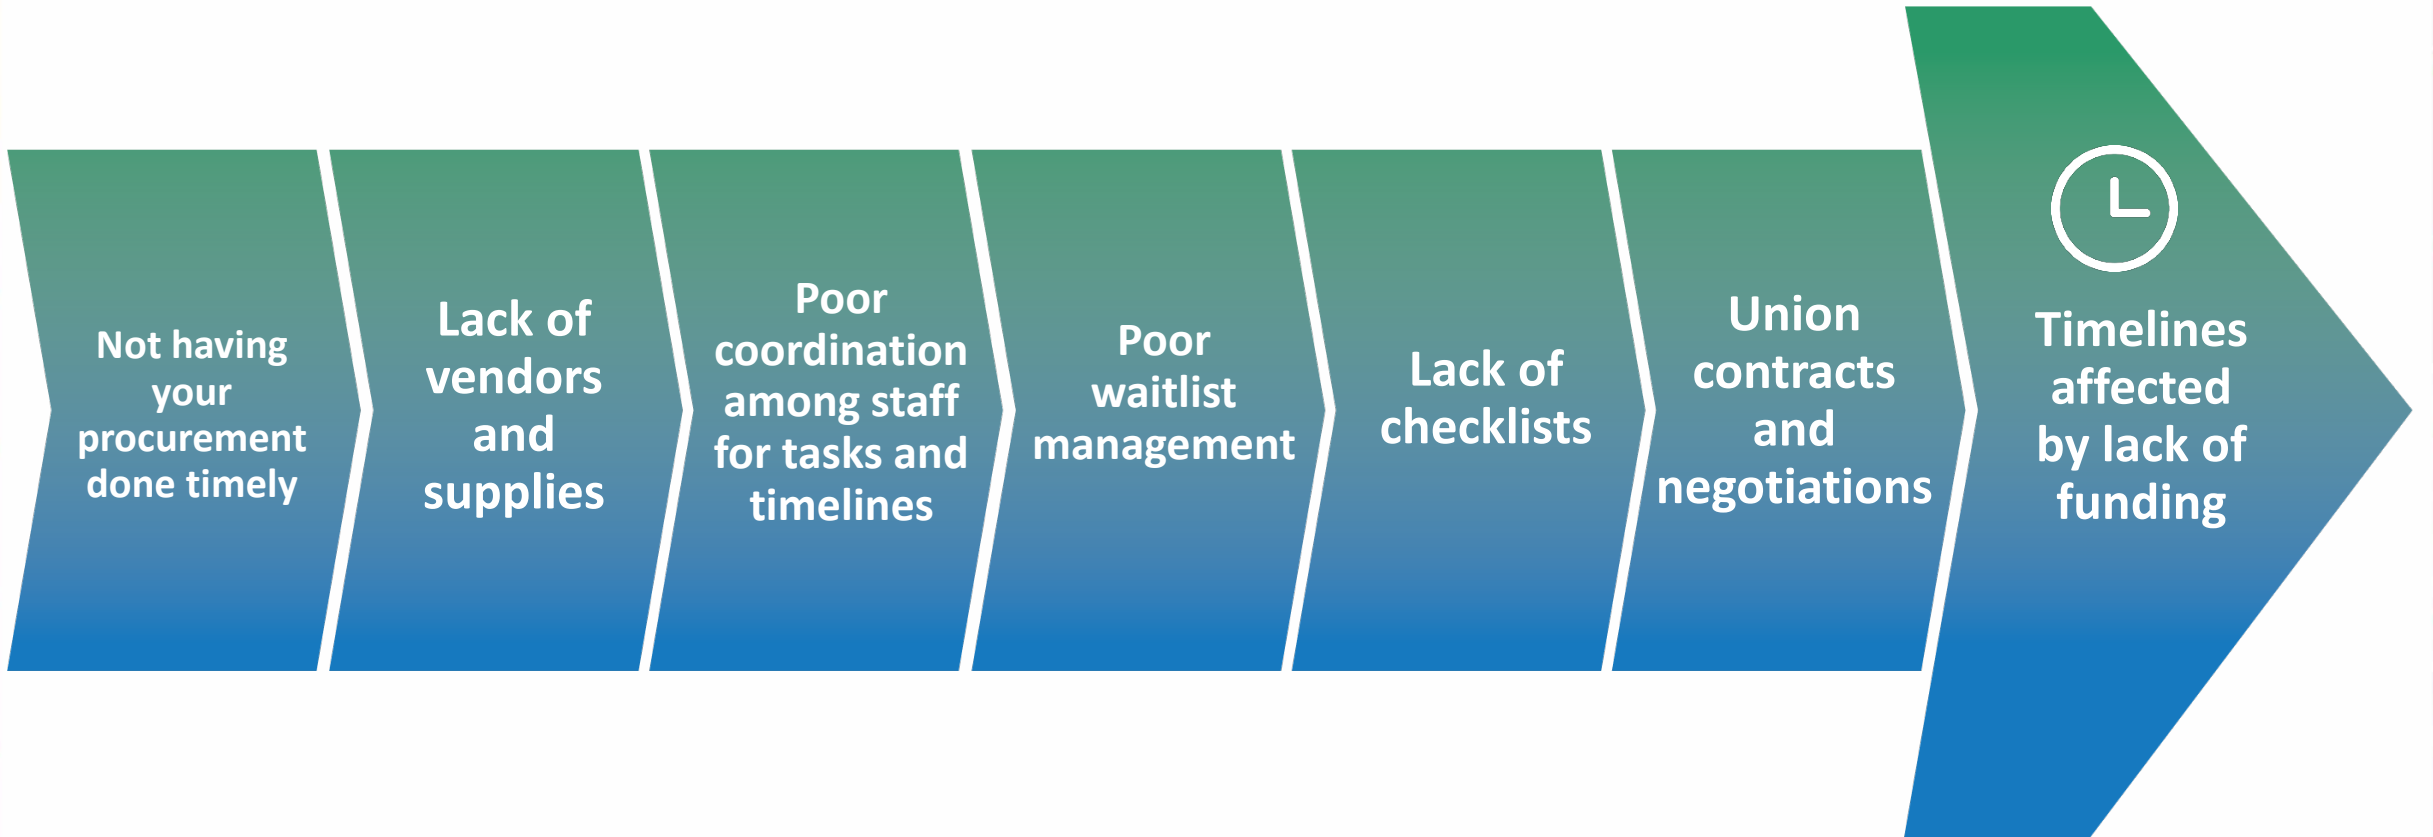 Not having
your
procurement
done timely
Lack of
vendors
and
supplies
Poor
coordination
among staff
for tasks and
timelines
Poor
waitlist
management
Lack of
checklists
Union
contracts
and
negotiations
Timelines
affected
by lack of
funding